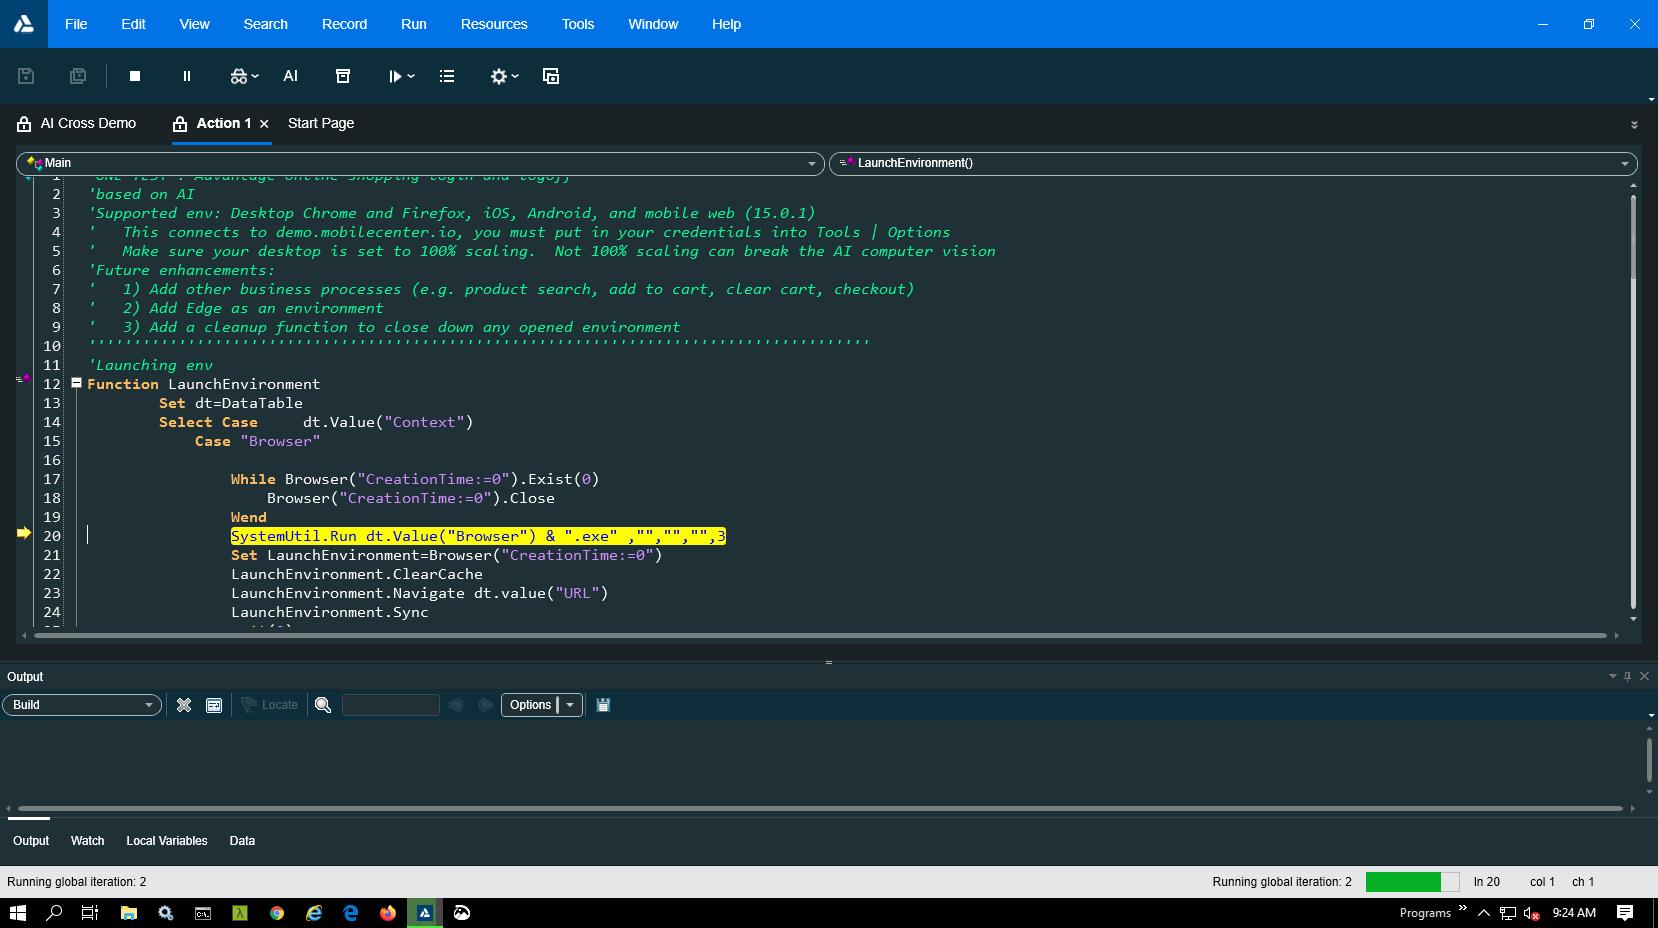 File Edit View Search Record Run Resources Tools Window Help
AI
AI Cross Demo Action 1 Start Page
Main LaunchEnvironment()
1 'ONE TEST : Advantage online shopping login and logoff
2 'based on AI
3 'Supported env: Desktop Chrome and Firefox, iOS, Android, and mobile web (15.0.1)
4 '   This connects to demo.mobilecenter.io, you must put in your credentials into Tools | Options
5 '   Make sure your desktop is set to 100% scaling.  Not 100% scaling can break the AI computer vision
6 'Future enhancements:
7 '   1) Add other business processes (e.g. product search, add to cart, clear cart, checkout)
8 '   2) Add Edge as an environment
9 '   3) Add a cleanup function to close down any opened environment
10 '''''''''''''''''''''''''''''''''''''''''''''''''''''''''''''''''''''''''''''''''''''''
11 'Launching env
12 Function LaunchEnvironment
13 Set dt=DataTable
14 Select Case     dt.Value("Context")
15 Case "Browser"
16
17 While Browser("CreationTime:=0").Exist(0)
18 Browser("CreationTime:=0").Close
19 Wend
20 SystemUtil.Run dt.Value("Browser") & ".exe" ,"","","",3
21 Set LaunchEnvironment=Browser("CreationTime:=0")
22 LaunchEnvironment.ClearCache
23 LaunchEnvironment.Navigate dt.value("URL")
24 LaunchEnvironment.Sync
Output
Build Locate Options
Output Watch Local Variables Data
Running global iteration: 2 Running global iteration: 2 ln 20 col 1 ch 1
Programs 9:24 AM